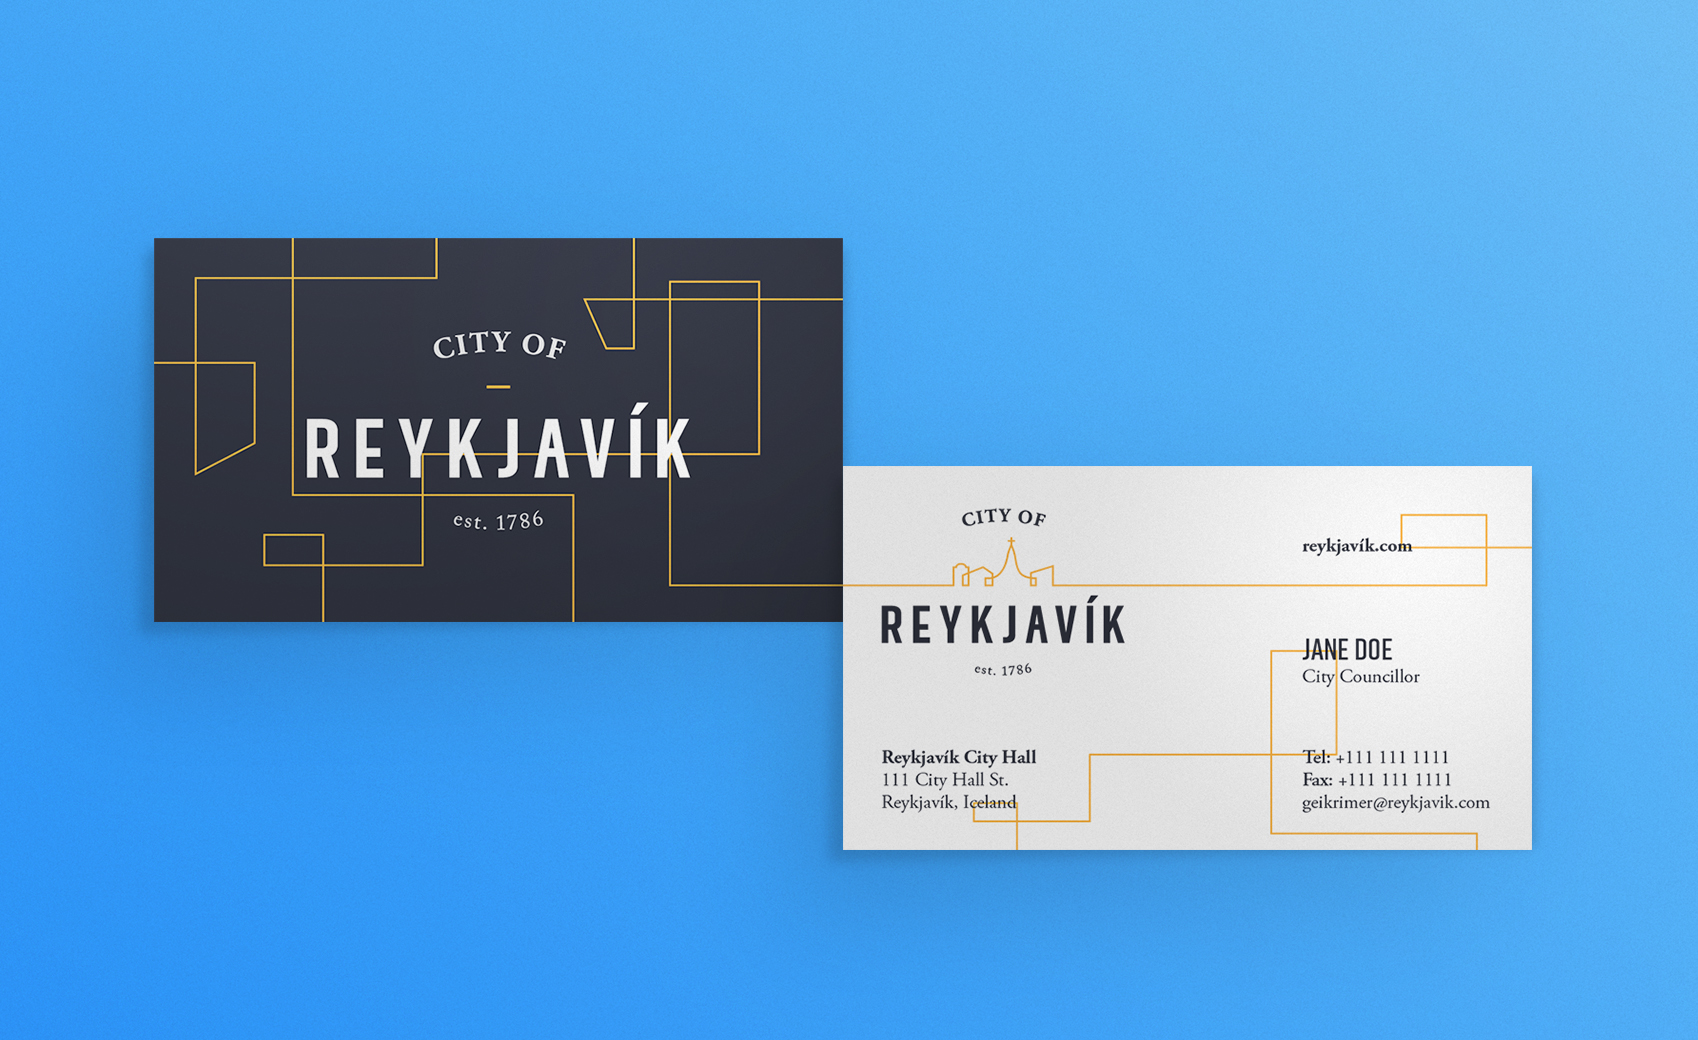 CITY OF
REYKJAVÍK
est. 1786
CITY OF
REYKJAVÍK
est. 1786
reykjavík.com
JANE DOE
City Councillor
Reykjavík City Hall
111 City Hall St.
Reykjavík, Iceland
Tel: +111 111 1111
Fax: +111 111 1111
geikrimer@reykjavik.com